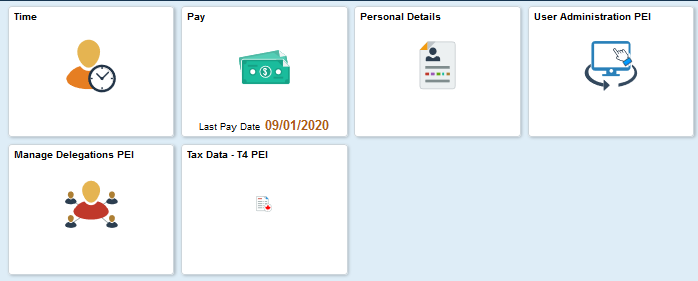 Time
Pay
Personal Details
User Administration PEI
Last Pay Date 09/01/2020
Manage Delegations PEI
Tax Data - T4 PEI